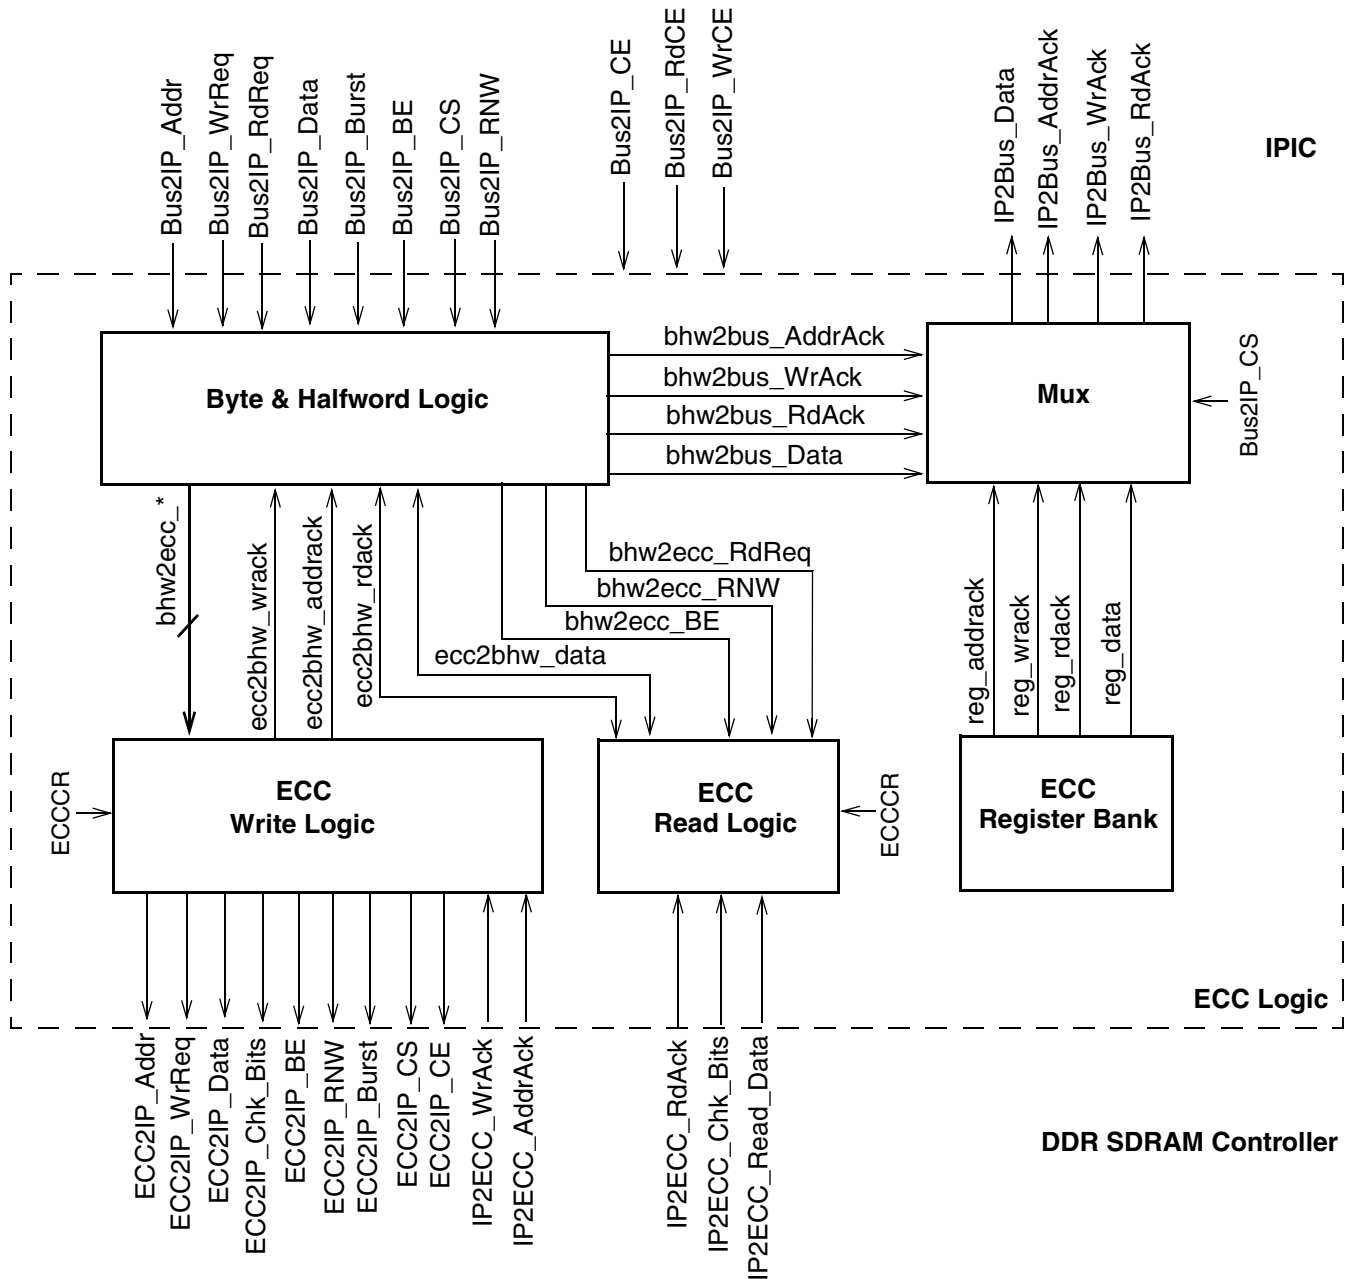 Bus2IP_Addr
Bus2IP_WrReq
Bus2IP_RdReq
Bus2IP_Data
Bus2IP_Burst
Bus2IP_BE
Bus2IP_CS
Bus2IP_RNW
Bus2IP_CE
Bus2IP_RdCE
Bus2IP_WrCE
IP2Bus_Data
IP2Bus_AddrAck
IP2Bus_WrAck
IP2Bus_RdAck
IPIC
Byte & Halfword Logic
bhw2bus_AddrAck
bhw2bus_WrAck
bhw2bus_RdAck
bhw2bus_Data
Mux
Bus2IP_CS
bhw2ecc_*
ecc2bhw_wrack
ecc2bhw_addrack
ecc2bhw_rdack
bhw2ecc_RdReq
bhw2ecc_RNW
bhw2ecc_BE
ecc2bhw_data
reg_addrack
reg_wrack
reg_rdack
reg_data
ECCCR
ECC
Write Logic
ECC
Read Logic
ECCCR
ECC
Register Bank
ECC Logic
ECC2IP_Addr
ECC2IP_WrReq
ECC2IP_Data
ECC2IP_Chk_Bits
ECC2IP_BE
ECC2IP_RNW
ECC2IP_Burst
ECC2IP_CS
ECC2IP_CE
IP2ECC_WrAck
IP2ECC_AddrAck
IP2ECC_RdAck
IP2ECC_Chk_Bits
IP2ECC_Read_Data
DDR SDRAM Controller